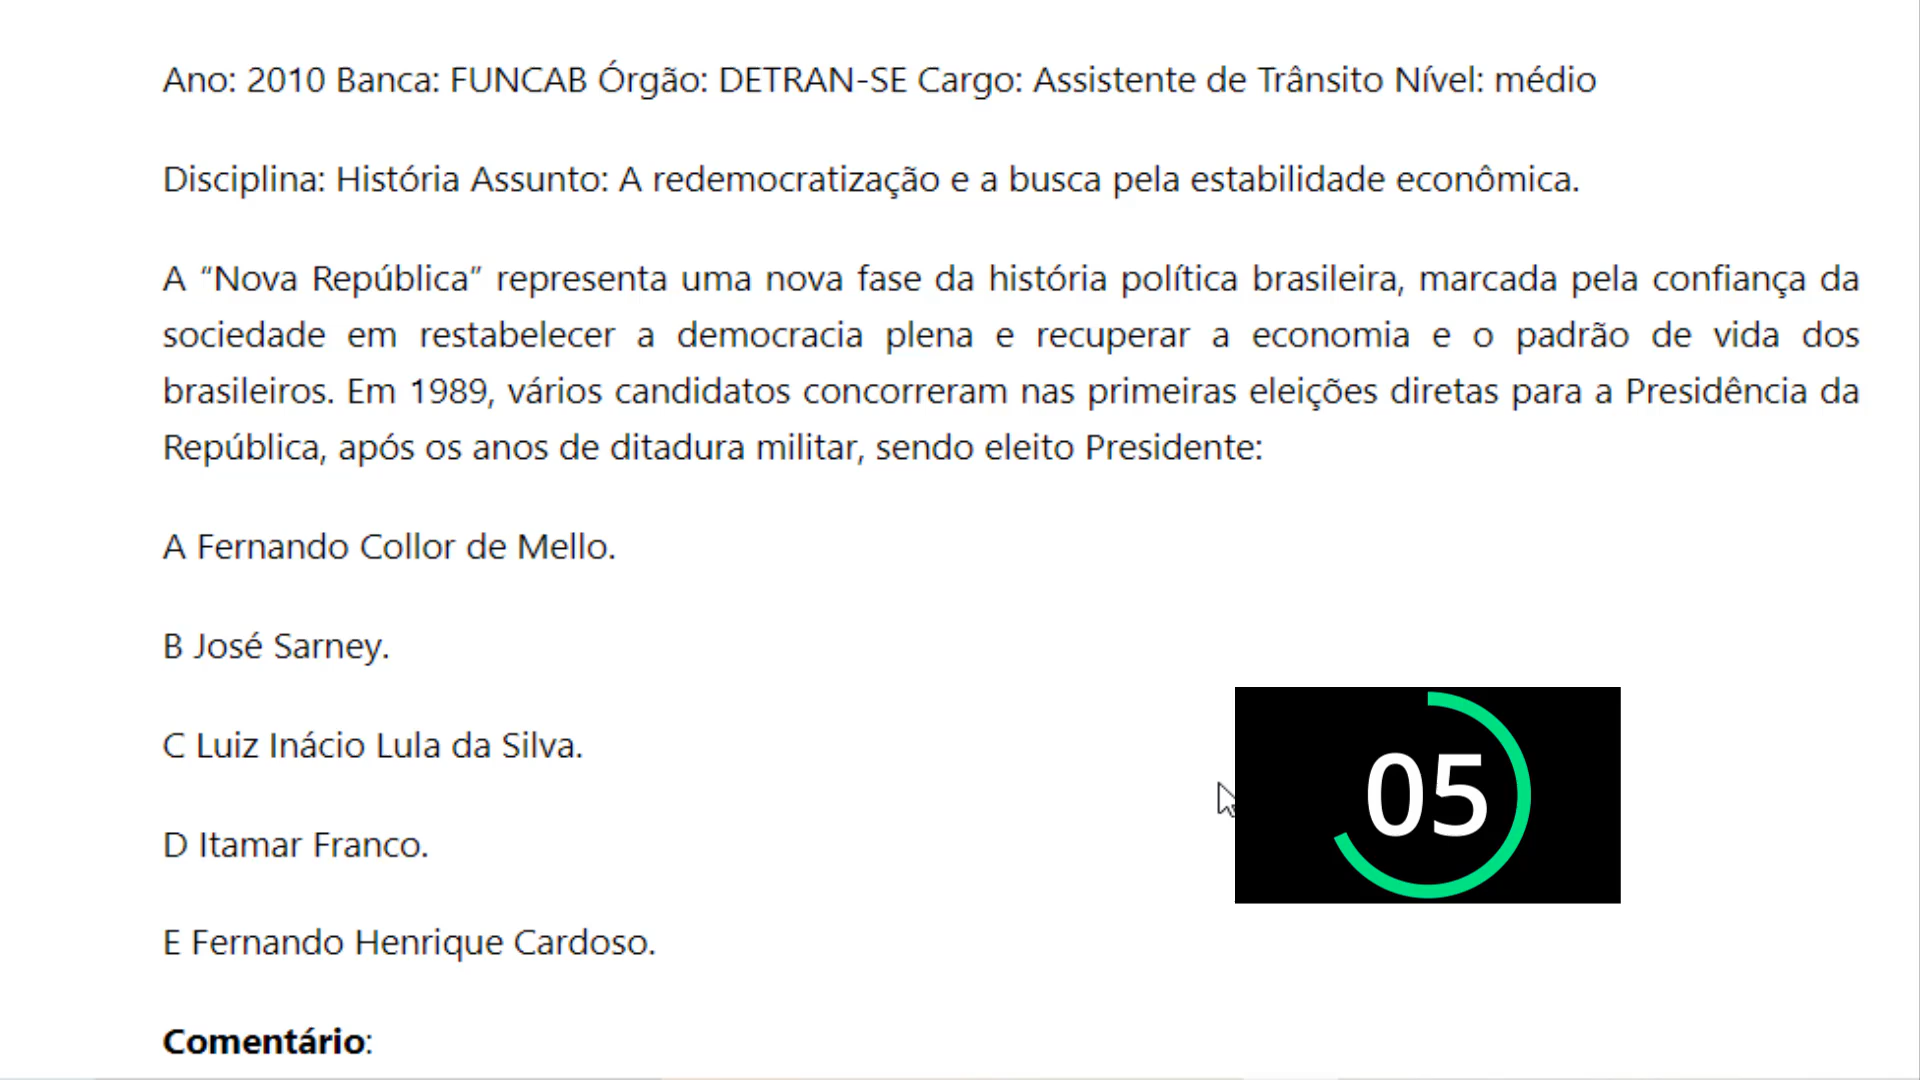 Ano: 2010 Banca: FUNCAB Órgão: DETRAN-SE Cargo: Assistente de Trânsito Nível: médio
Disciplina: História Assunto: A redemocratização e a busca pela estabilidade econômica.
A “Nova República” representa uma nova fase da história política brasileira, marcada pela confiança da
sociedade em restabelecer a democracia plena e recuperar a economia e o padrão de vida dos
brasileiros. Em 1989, vários candidatos concorreram nas primeiras eleições diretas para a Presidência da
República, após os anos de ditadura militar, sendo eleito Presidente:
A Fernando Collor de Mello.
B José Sarney.
C Luiz Inácio Lula da Silva.
05
D Itamar Franco.
E Fernando Henrique Cardoso.
Comentário: